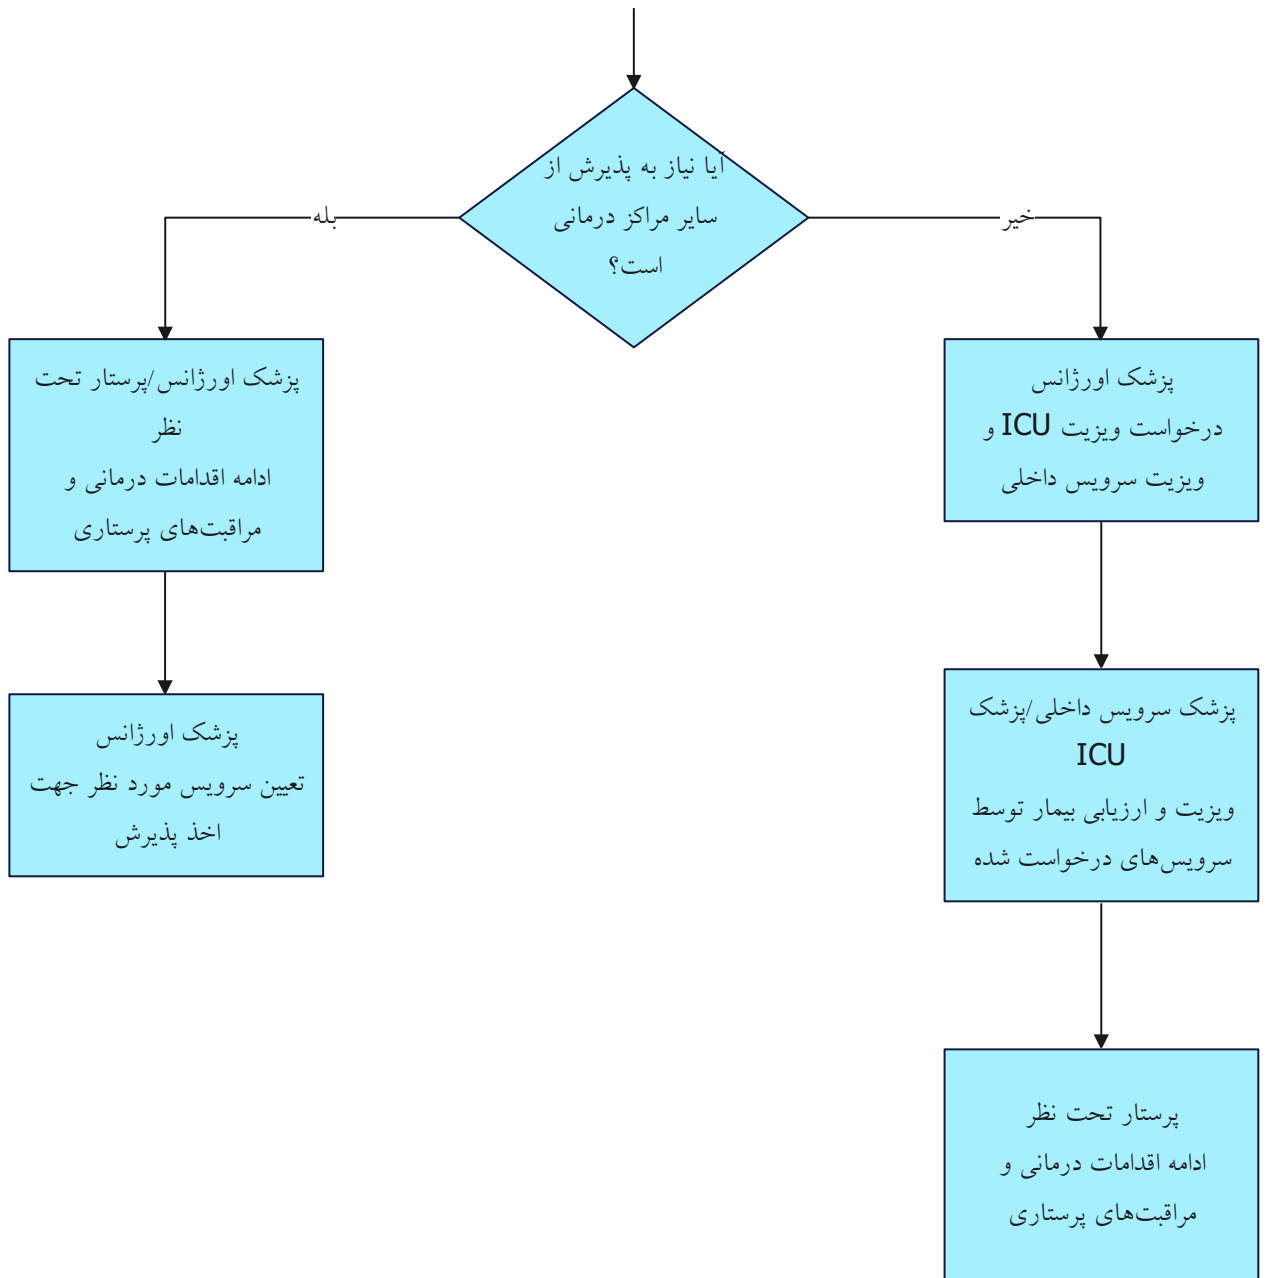 آیا نیاز به پذیرش از
سایر مراکز درمانی
است؟
خیر
بله
پزشک اورژانس
درخواست ویزیت ICU و
ویزیت سرویس داخلی
پزشک اورژانس/پرستار تحت
نظر
ادامه اقدامات درمانی و
مراقبت‌های پرستاری
پزشک سرویس داخلی/پزشک
ICU
ویزیت و ارزیابی بیمار توسط
سرویس‌های درخواست شده
پزشک اورژانس
تعیین سرویس مورد نظر جهت
اخذ پذیرش
پرستار تحت نظر
ادامه اقدامات درمانی و
مراقبت‌های پرستاری